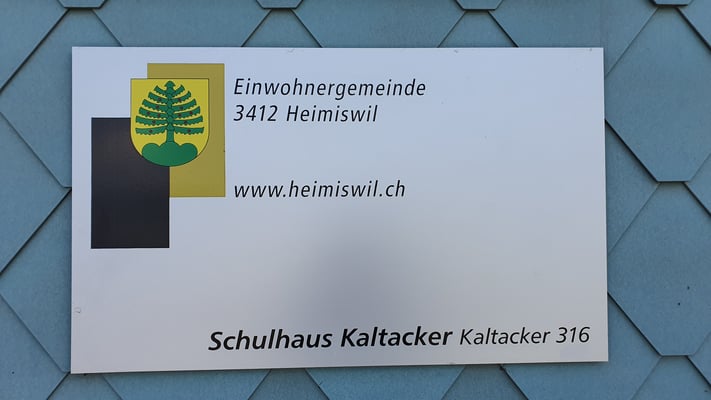 Einwohnergemeinde
3412 Heimiswil
www.heimiswil.ch
Schulhaus Kaltacker Kaltacker 316